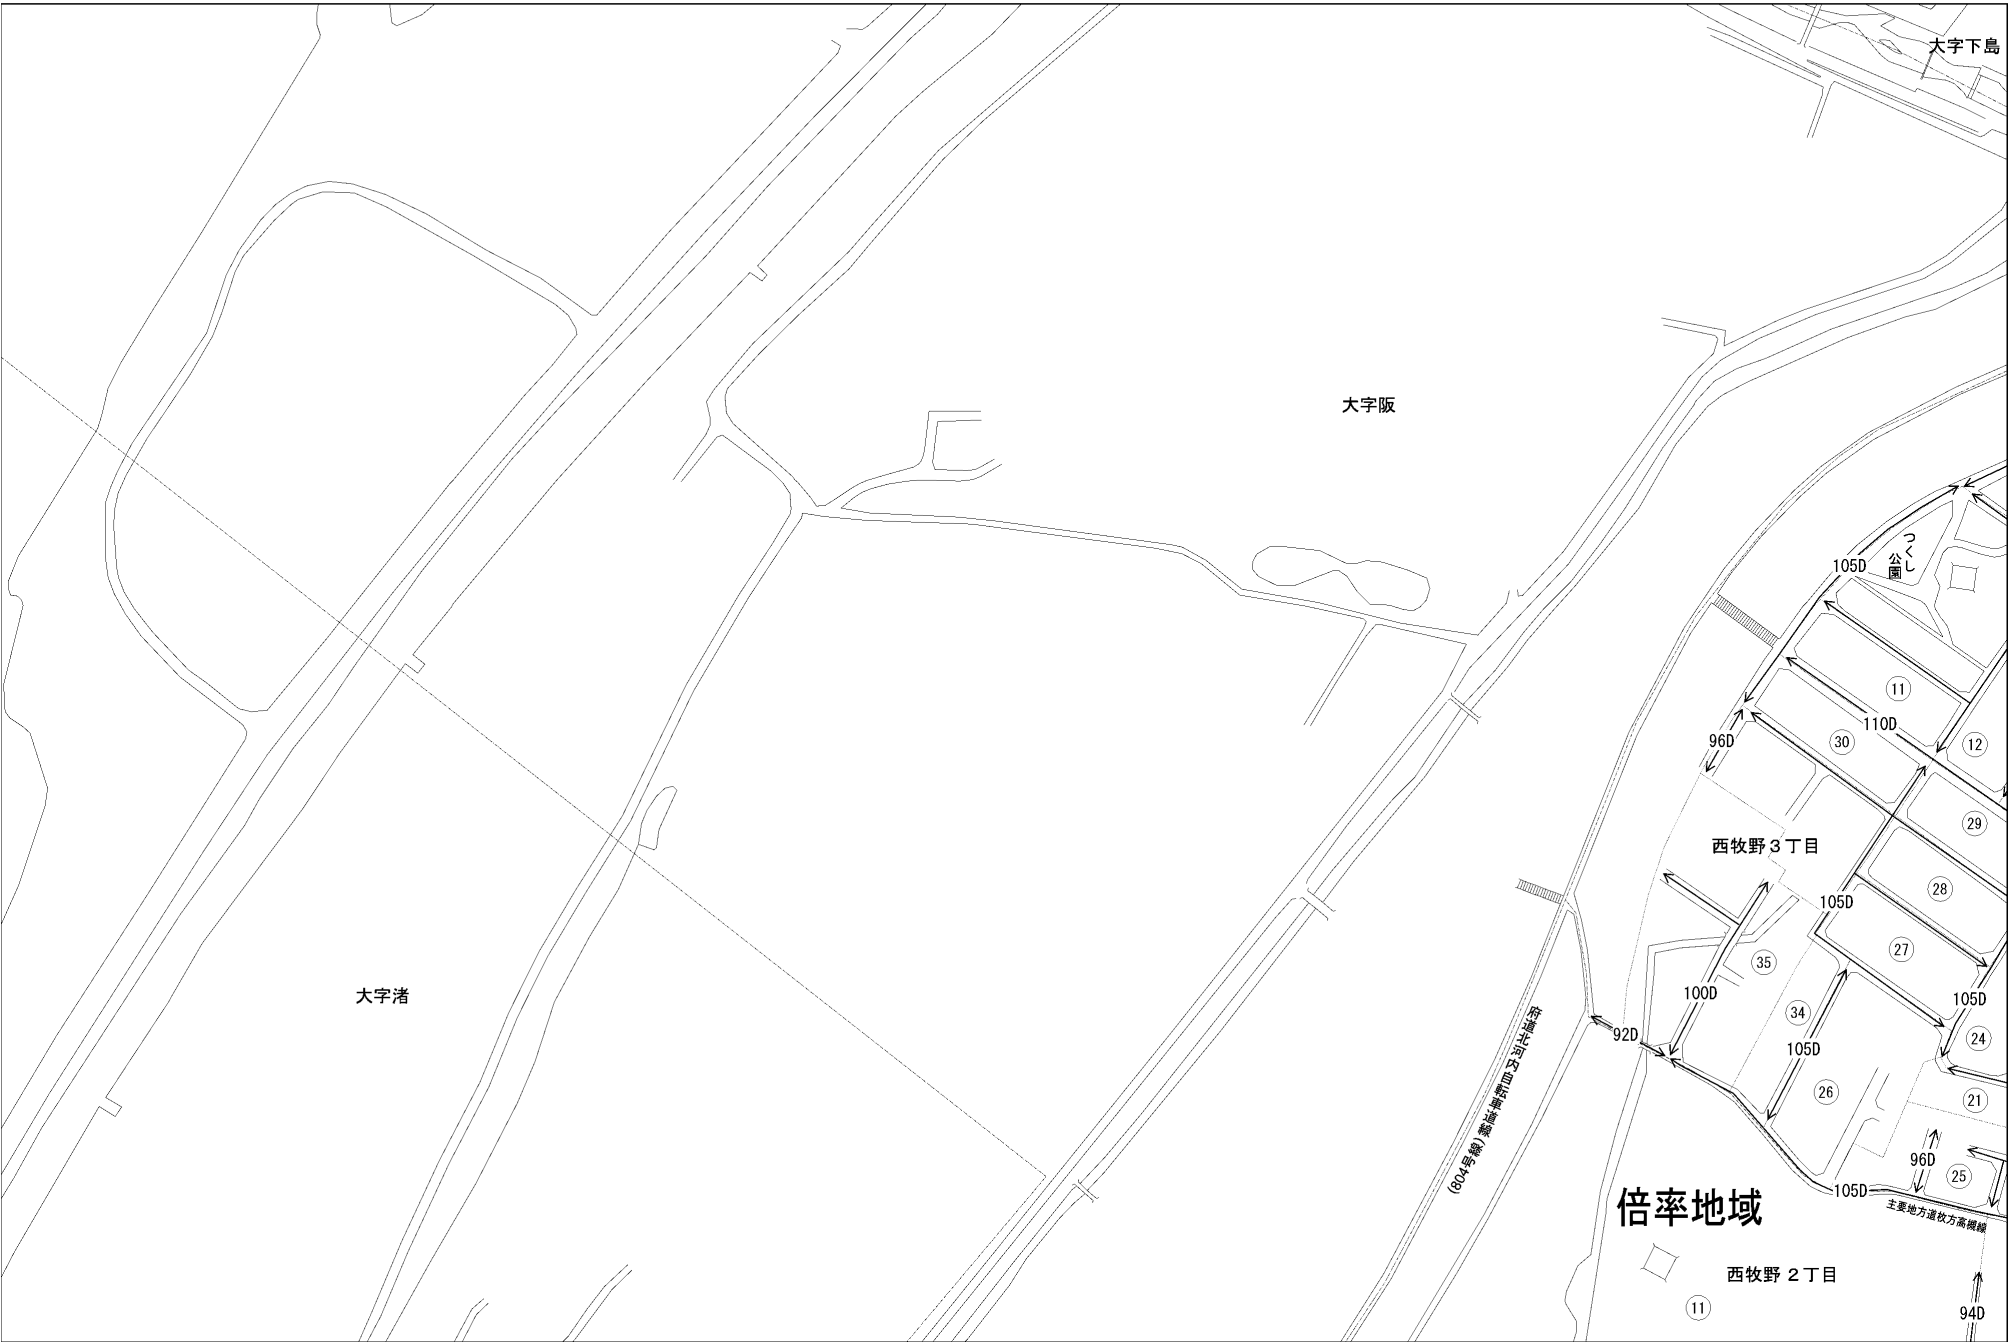 大字下島
大字阪
つくし
公園
105D
11
110D
96D
30
12
29
西牧野３丁目
28
105D
27
35
大字渚
100D
105D
34
92D
24
105D
府道北河内自転車道線
(804号線)
26
21
96D
25
105D
倍率地域
主要地方道枚方高槻線
西牧野２丁目
11
94D